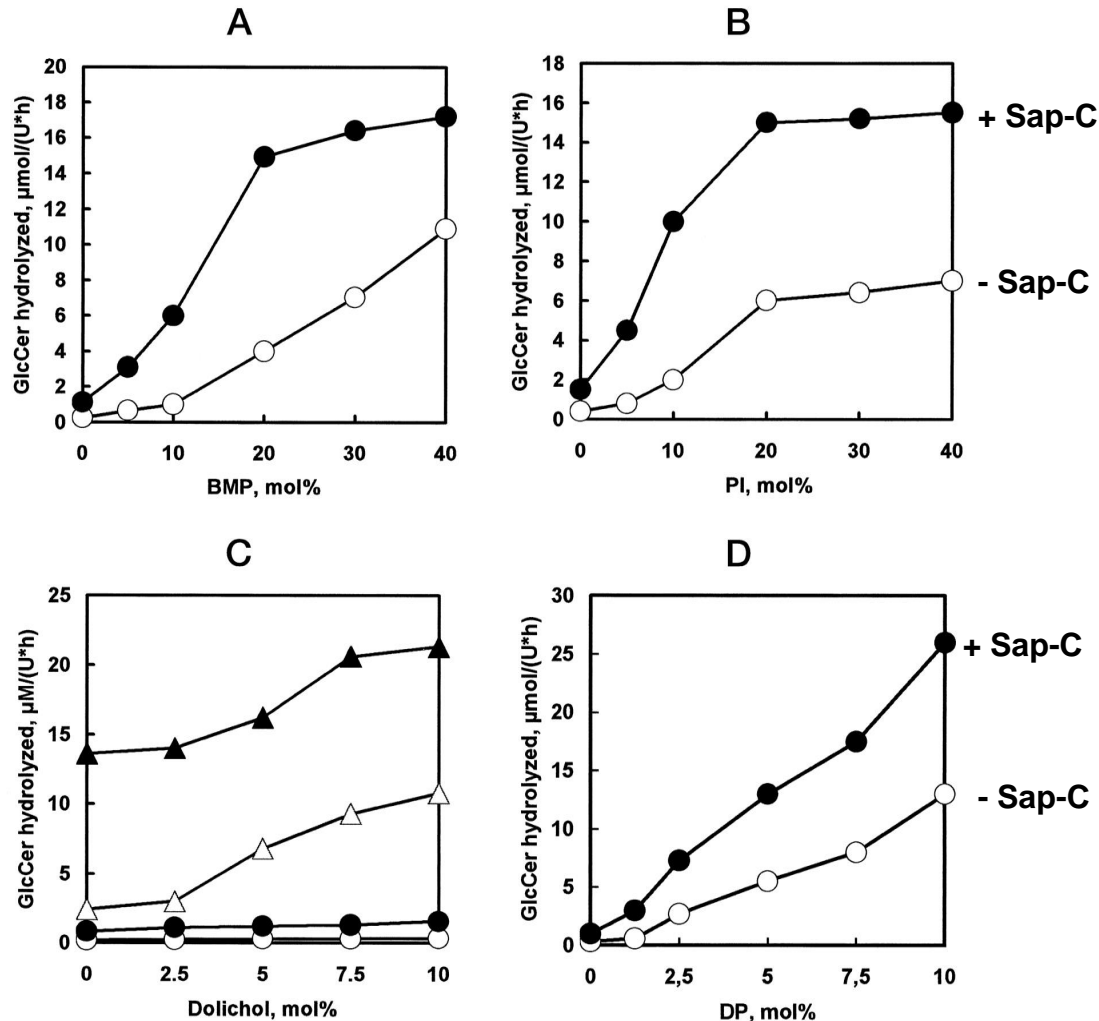 A
GlcCer hydrolyzed, µmol/(U*h)
20
18
16
14
12
10
8
6
4
2
0
0 10 20 30 40
BMP, mol%
B
GlcCer hydrolyzed, µmol/(U*h)
18
16
14
12
10
8
6
4
2
0
0 10 20 30 40
PI, mol%
+ Sap-C
- Sap-C
C
GlcCer hydrolyzed, µM/(U*h)
25
20
15
10
5
0
0 2.5 5 7.5 10
Dolichol, mol%
D
GlcCer hydrolyzed, µmol/(U*h)
30
25
20
15
10
5
0
0 2,5 5 7,5 10
DP, mol%
+ Sap-C
- Sap-C